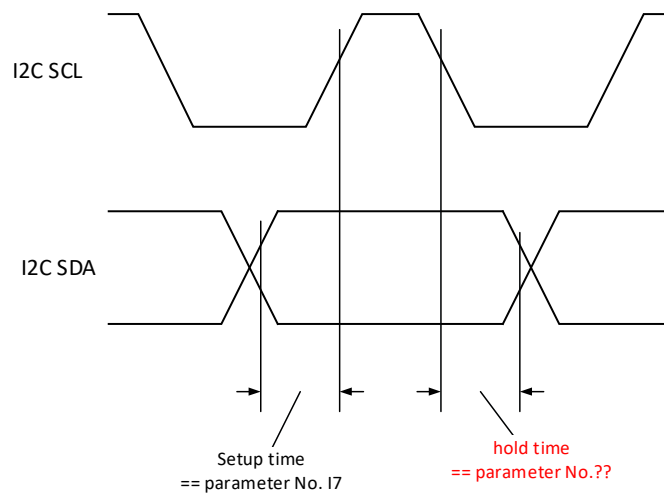 I2C SCL
I2C SDA
Setup time
== parameter No. I7
hold time
== parameter No.??